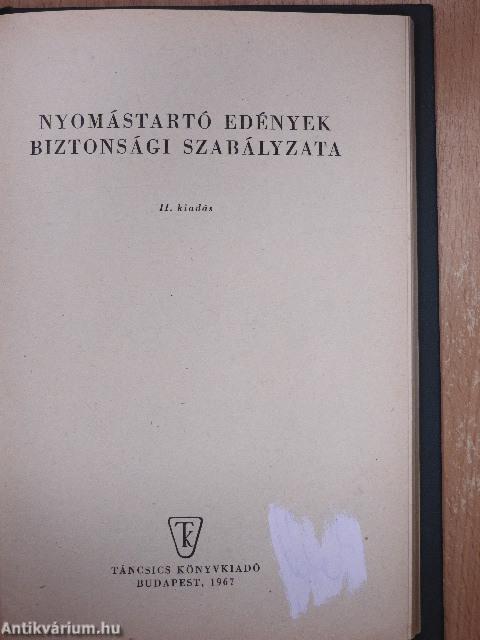 NYOMÁSTARTÓ EDÉNYEK
BIZTONSÁGI SZABÁLYZATA
II. kiadás
TK
TÁNCSICS KÖNYVKIADÓ
BUDAPEST, 1967
Antikvárium.hu